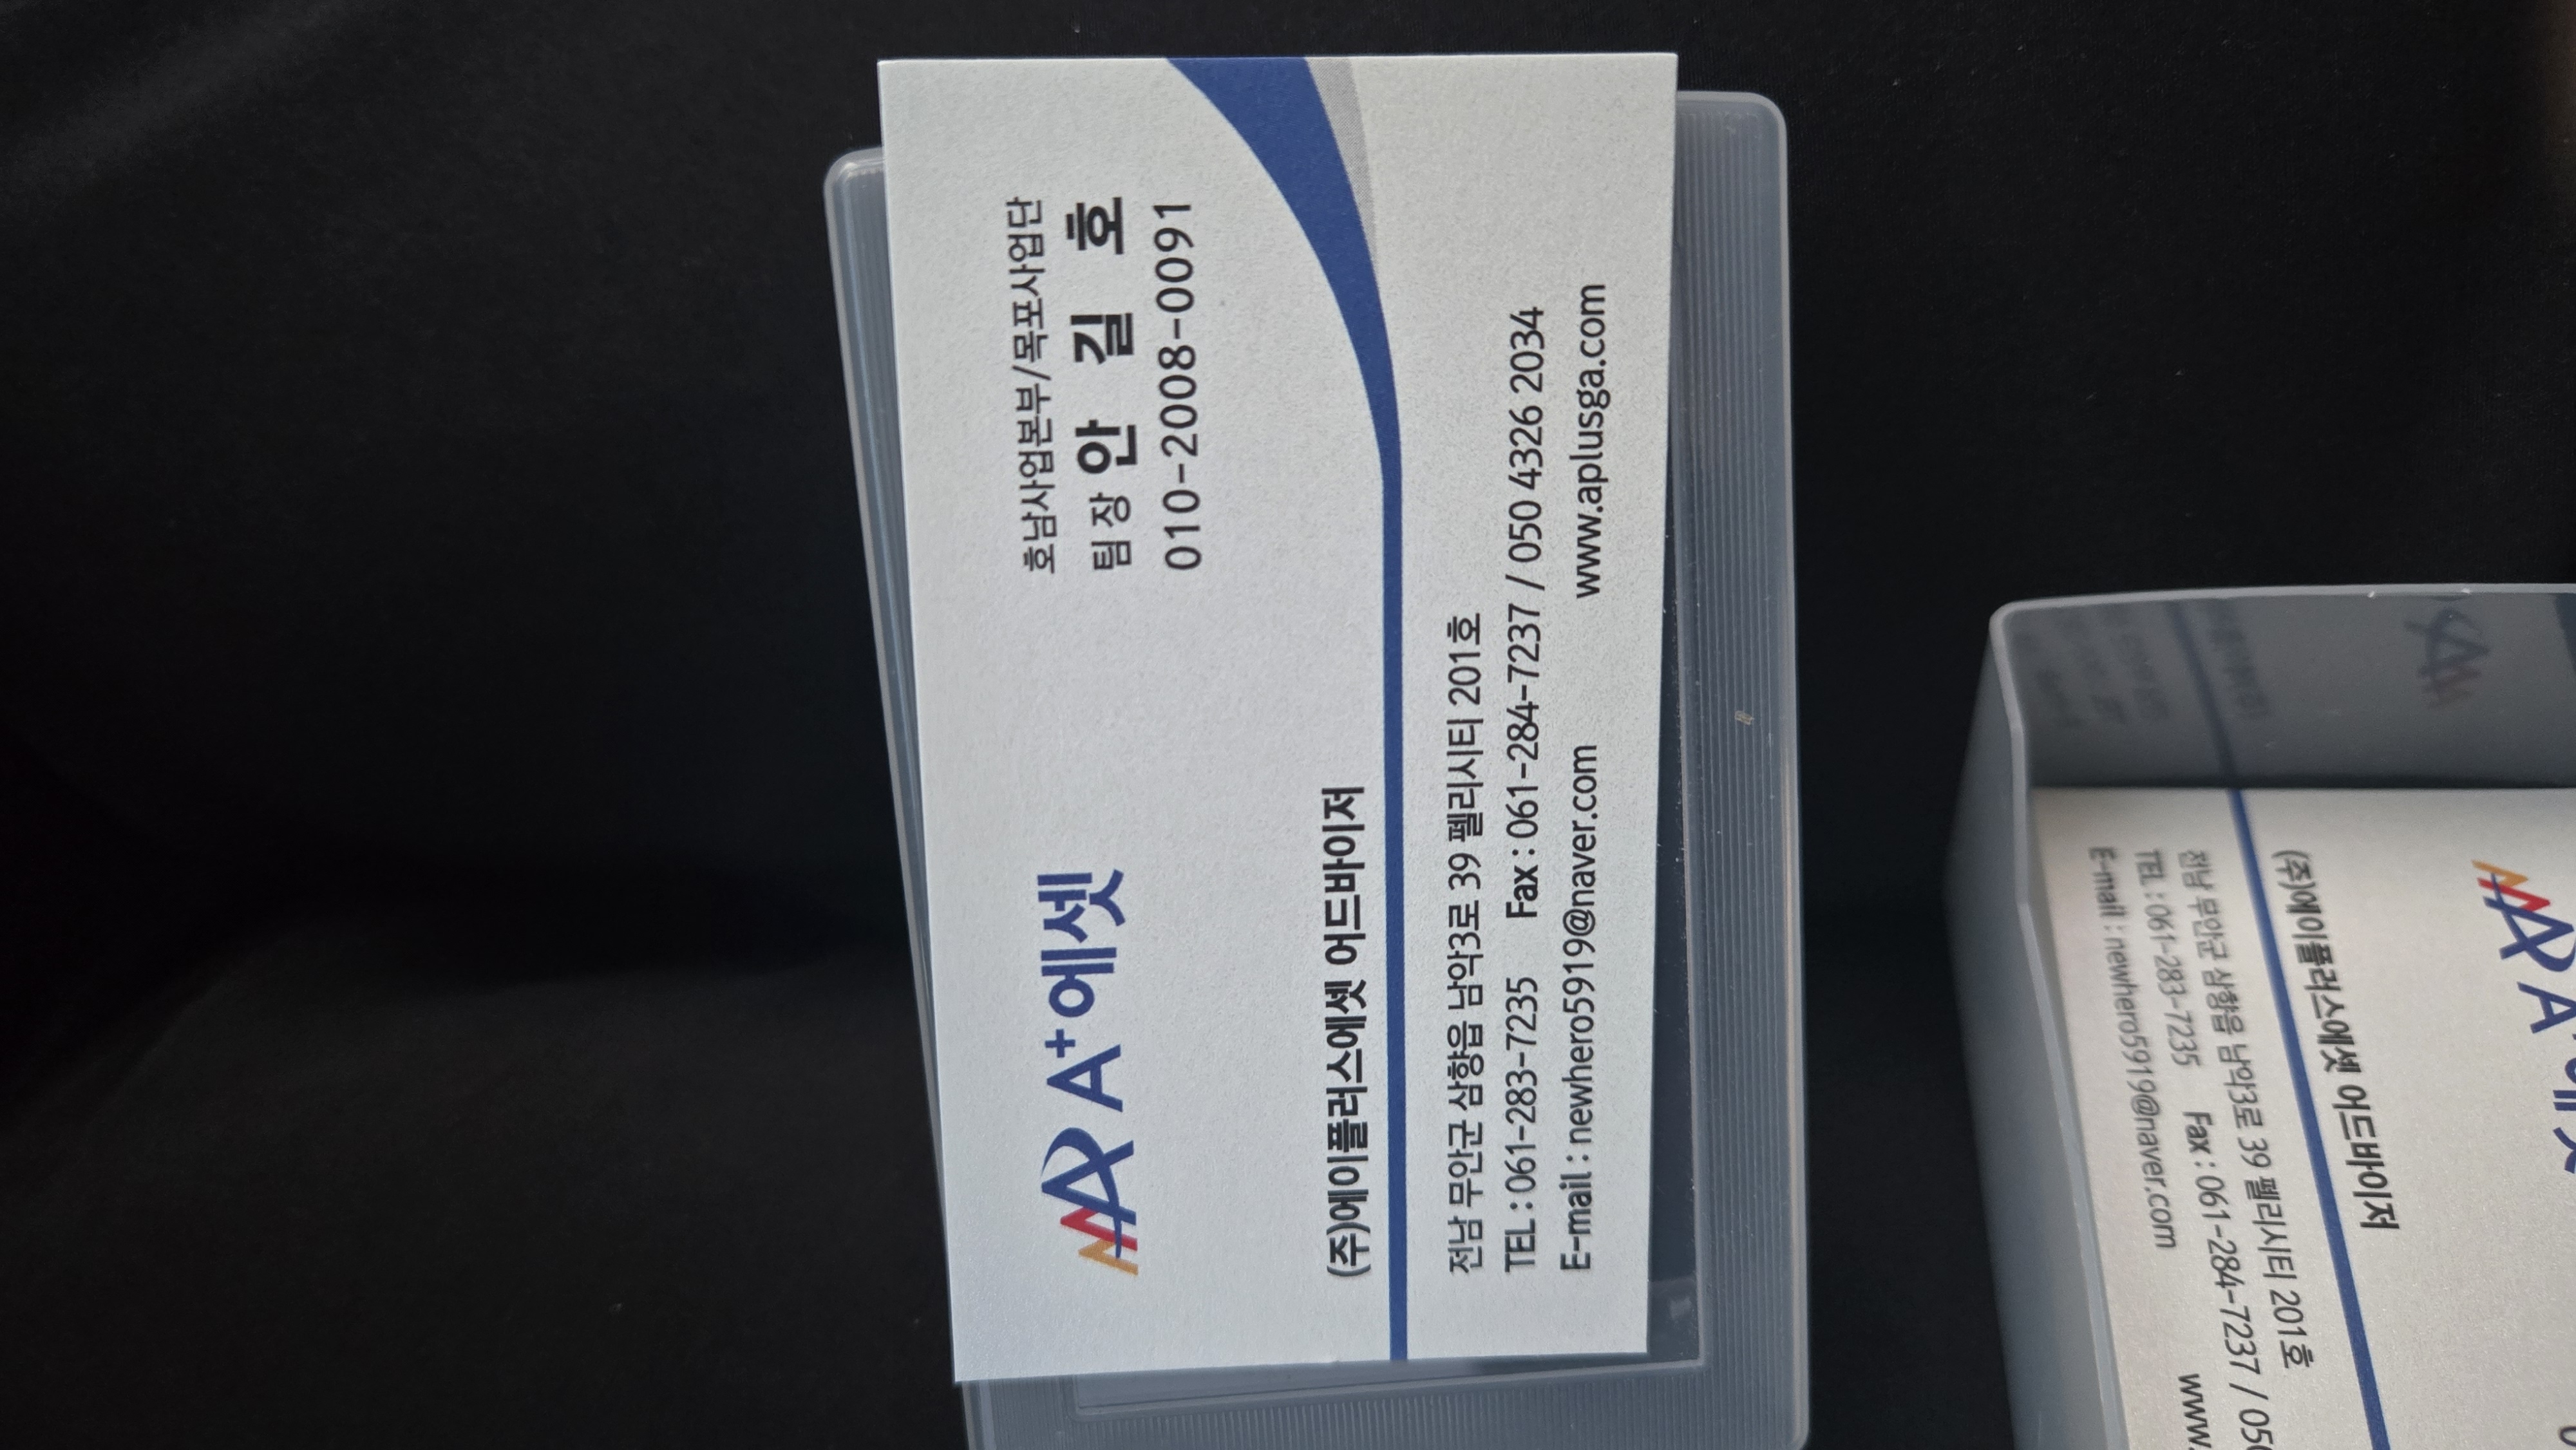 A+에셋
호남사업본부/목포사업단
팀장 안 길 호
010-2008-0091
(주)에이플러스에셋 어드바이저
전남 무안군 삼향읍 남악3로 39 펠리시티 201호
TEL : 061-283-7235 Fax : 061-284-7237 / 050 4326 2034
E-mail : newhero5919@naver.com www.aplusga.com
A+에셋
(주)에이플러스에셋 어드바이저
전남 무안군 삼향읍 남악3로 39 펠리시티 201호
TEL : 061-283-7235 Fax : 061-284-7237 / 050
E-mail : newhero5919@naver.com www.